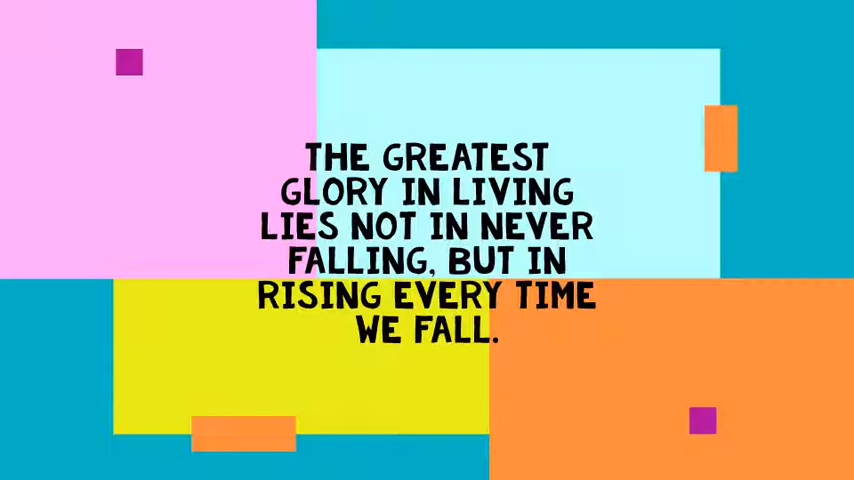 THE GREATEST
GLORY IN LIVING
LIES NOT IN NEVER
FALLING, BUT IN
RISING EVERY TIME
WE FALL.